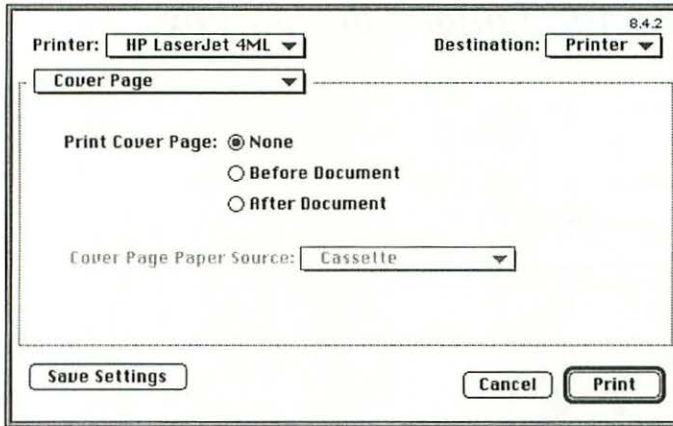 8.4.2
Printer: HP LaserJet 4ML Destination: Printer
Cover Page
Print Cover Page: None
Before Document
After Document
Cover Page Paper Source: Cassette
Save Settings Cancel Print